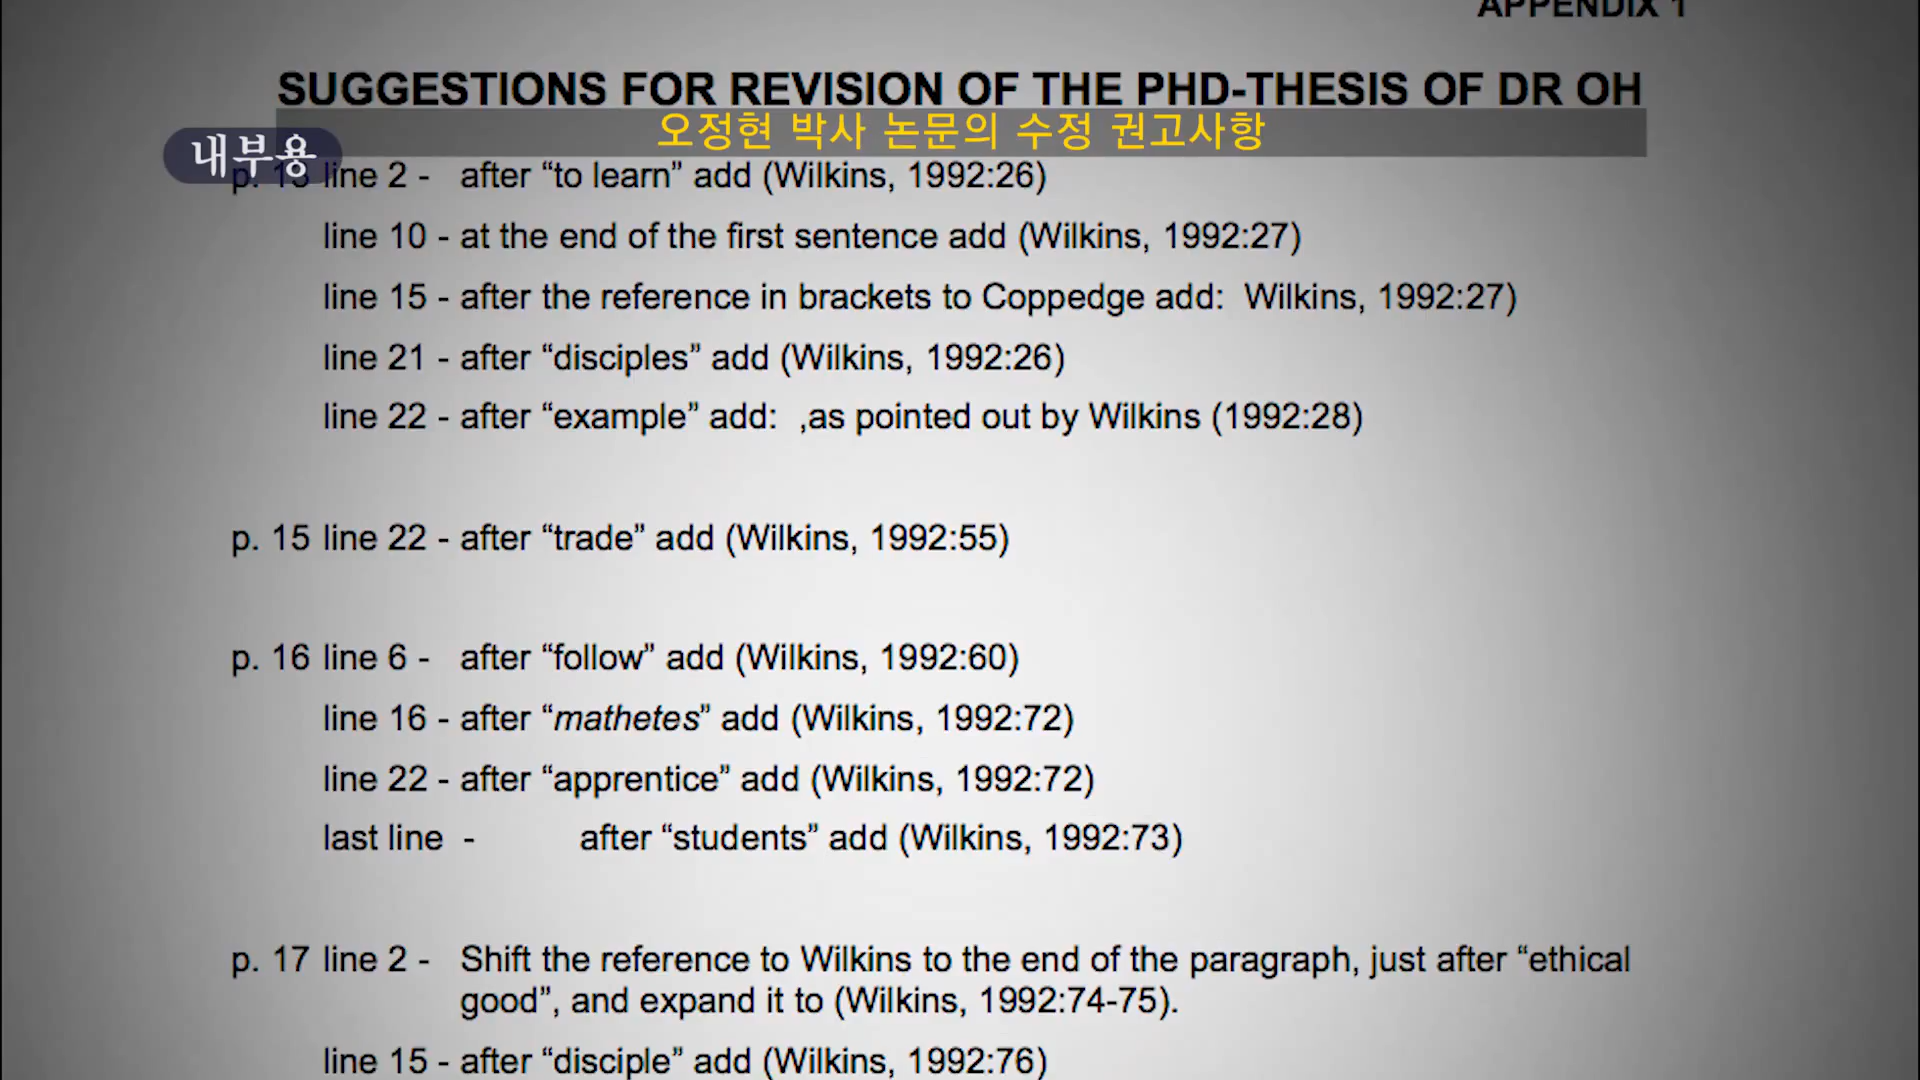 APPENDIX 1
SUGGESTIONS FOR REVISION OF THE PHD-THESIS OF DR OH
오정현 박사 논문의 수정 권고사항
내부용
p. 13 line 2 - after “to learn” add (Wilkins, 1992:26)
line 10 - at the end of the first sentence add (Wilkins, 1992:27)
line 15 - after the reference in brackets to Coppedge add: Wilkins, 1992:27)
line 21 - after “disciples” add (Wilkins, 1992:26)
line 22 - after “example” add: ,as pointed out by Wilkins (1992:28)
p. 15 line 22 - after “trade” add (Wilkins, 1992:55)
p. 16 line 6 - after “follow” add (Wilkins, 1992:60)
line 16 - after “mathetes” add (Wilkins, 1992:72)
line 22 - after “apprentice” add (Wilkins, 1992:72)
last line - after “students” add (Wilkins, 1992:73)
p. 17 line 2 - Shift the reference to Wilkins to the end of the paragraph, just after “ethical
good”, and expand it to (Wilkins, 1992:74-75).
line 15 - after “disciple” add (Wilkins, 1992:76)